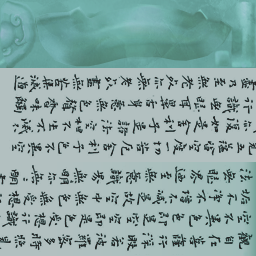 觀自在菩薩行深般若波羅蜜多時照見
五蘊皆空度一切苦厄舍利子色不異空
空不異色色即是空空即是色受想行識
亦復如是舍利子是諸法空相不生不滅
不垢不淨不增不減是故空中無色無受想
行識無眼耳鼻舌身意無色聲香味觸
法無眼界乃至無意識界無無明亦無無明
盡乃至無老死亦無老死盡無苦集滅道